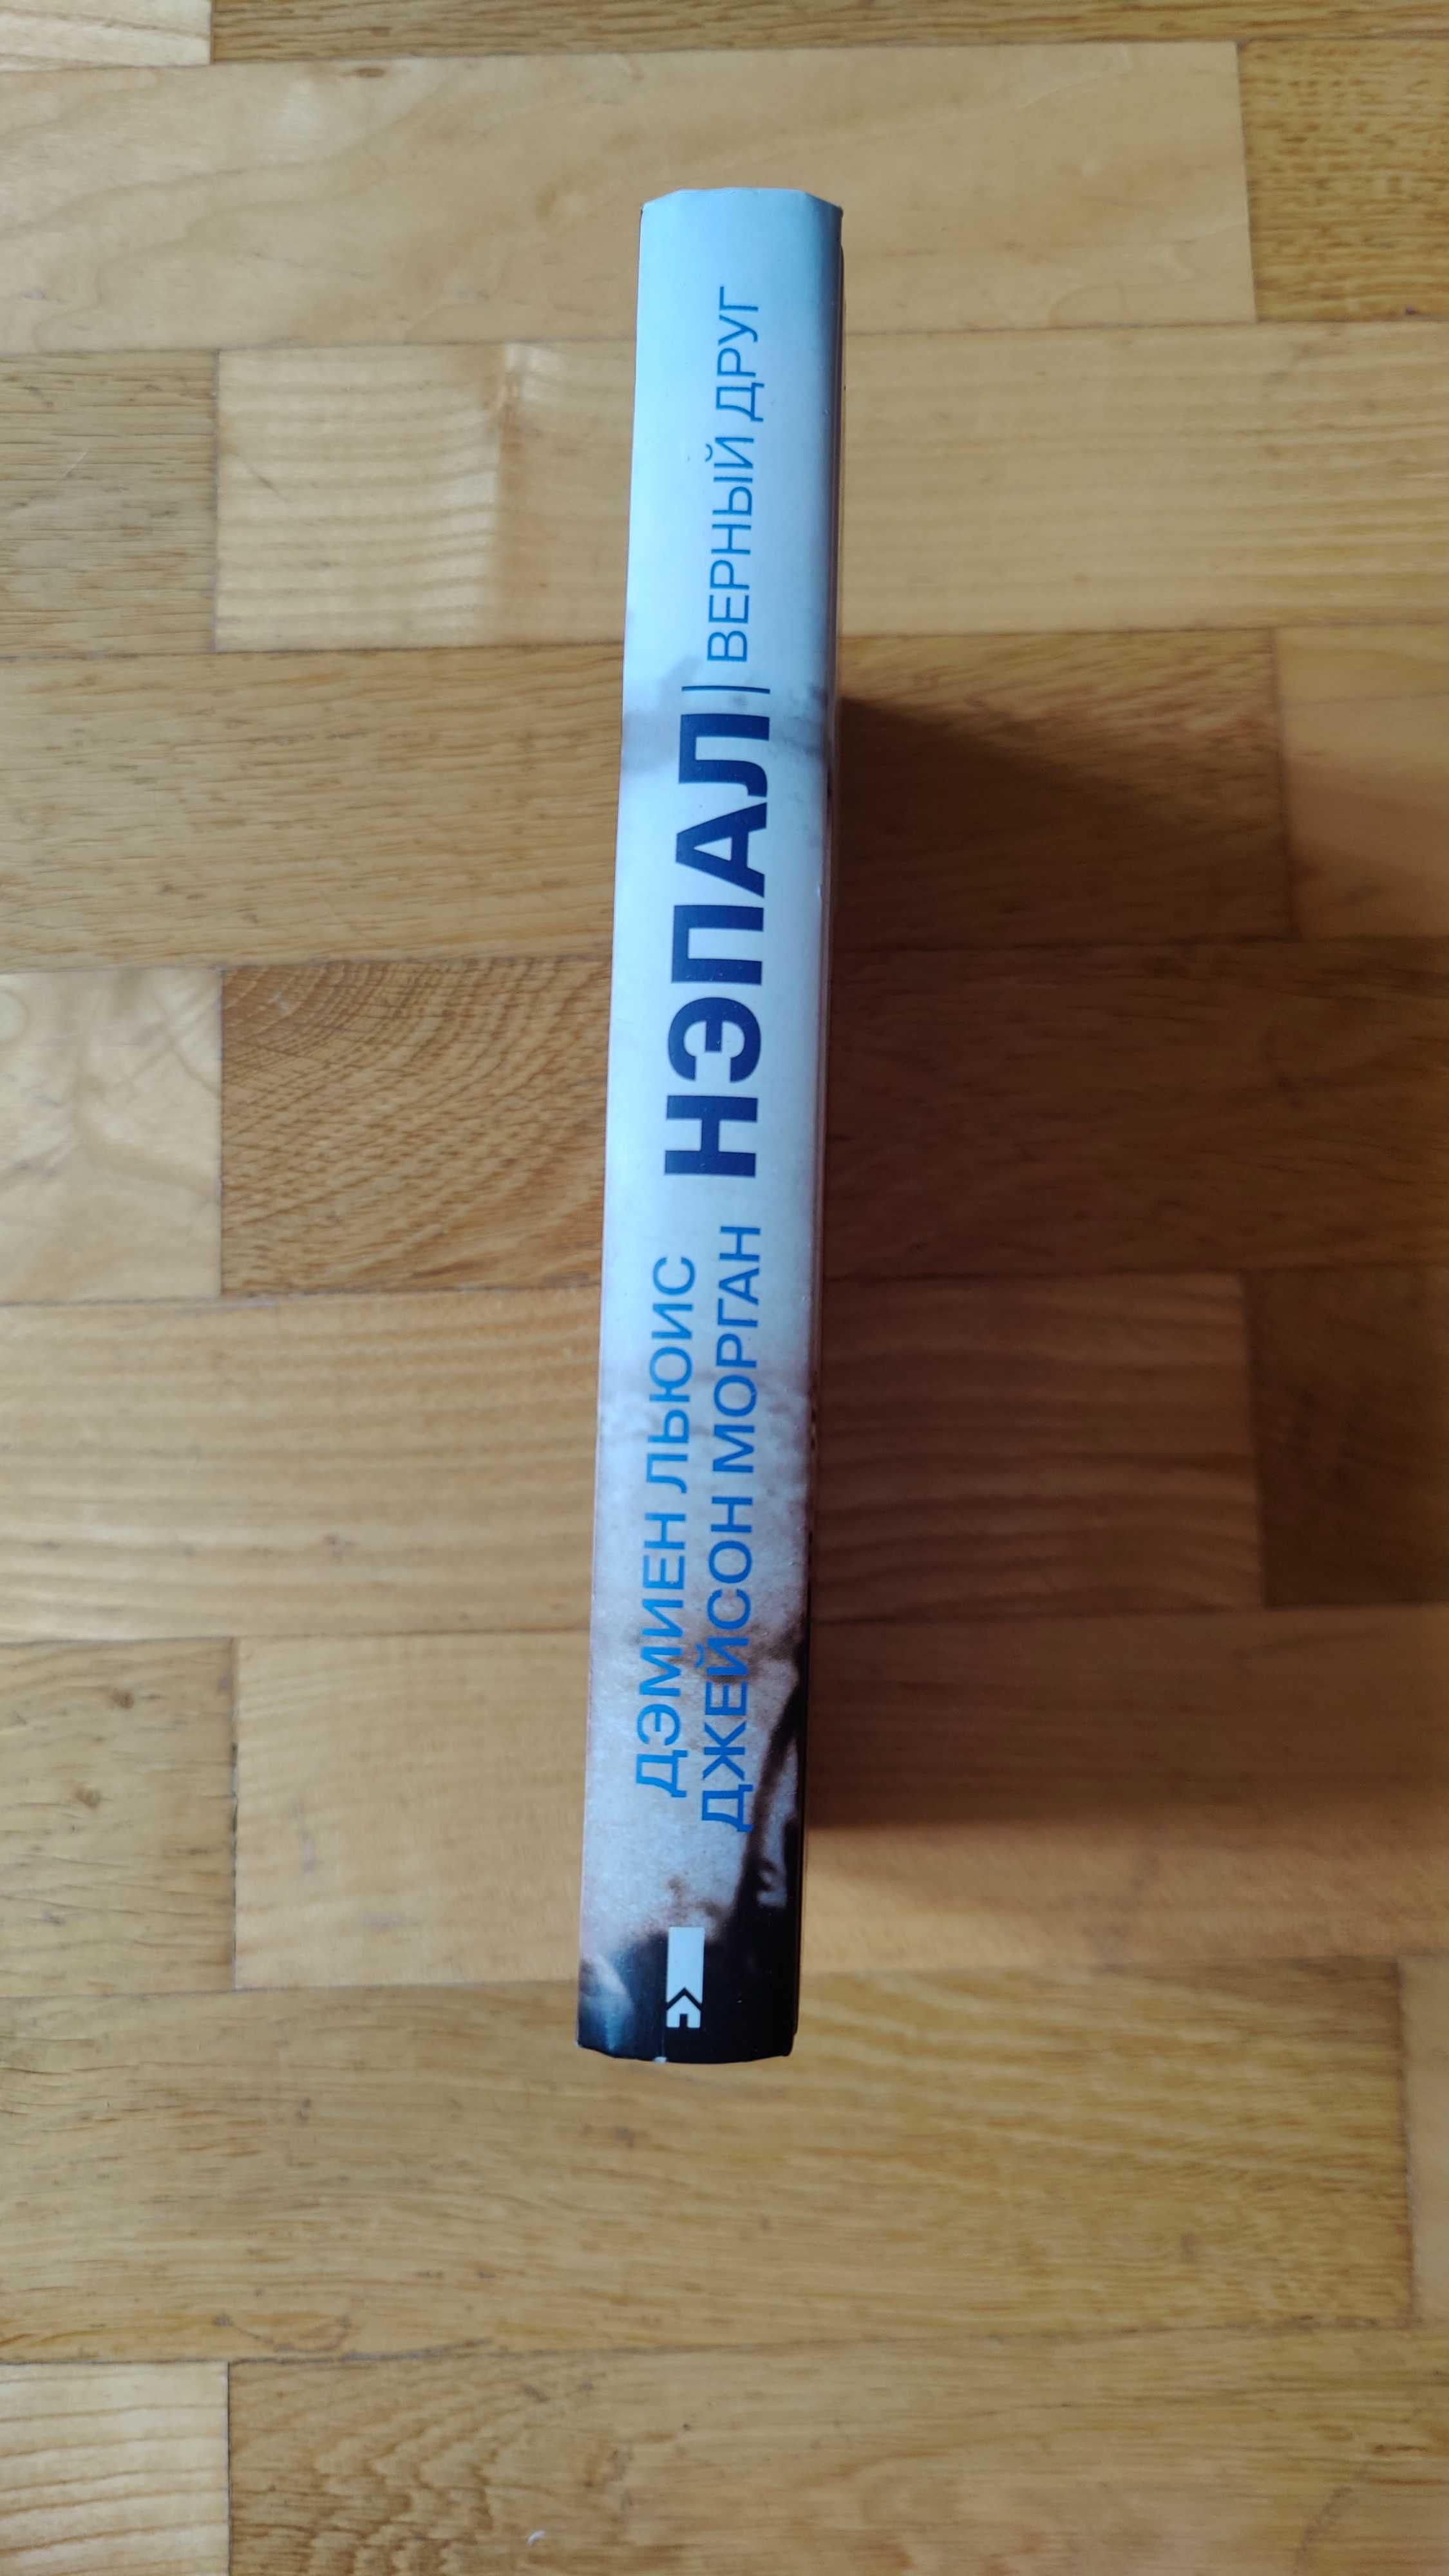 ДЭМИЕН ЛЬЮИС
ДЖЕЙСОН МОРГАН
НЭПАЛ | ВЕРНЫЙ ДРУГ